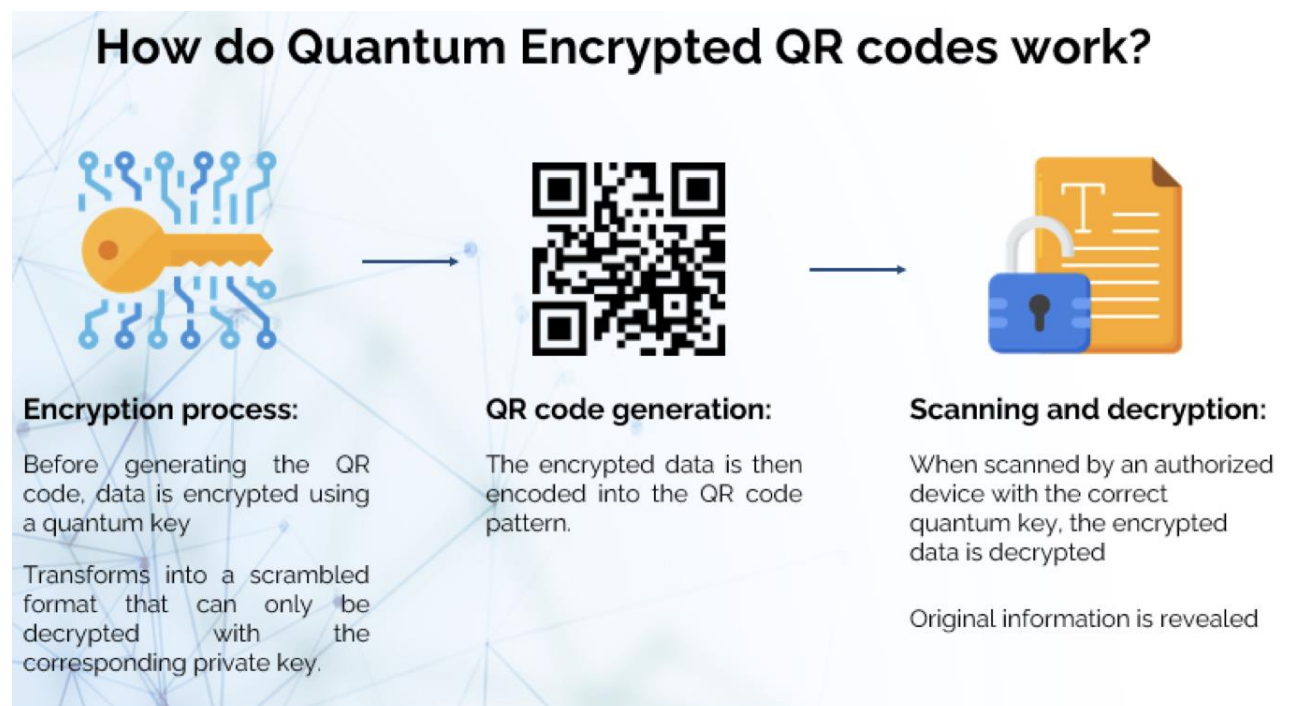 How do Quantum Encrypted QR codes work?
Encryption process:
Before generating the QR
code, data is encrypted using
a quantum key
Transforms into a scrambled
format that can only be
decrypted with the
corresponding private key.
QR code generation:
The encrypted data is then
encoded into the QR code
pattern.
Scanning and decryption:
When scanned by an authorized
device with the correct
quantum key, the encrypted
data is decrypted
Original information is revealed